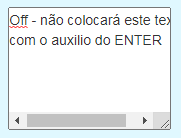 Off - não colocará este tex
com o auxilio do ENTER